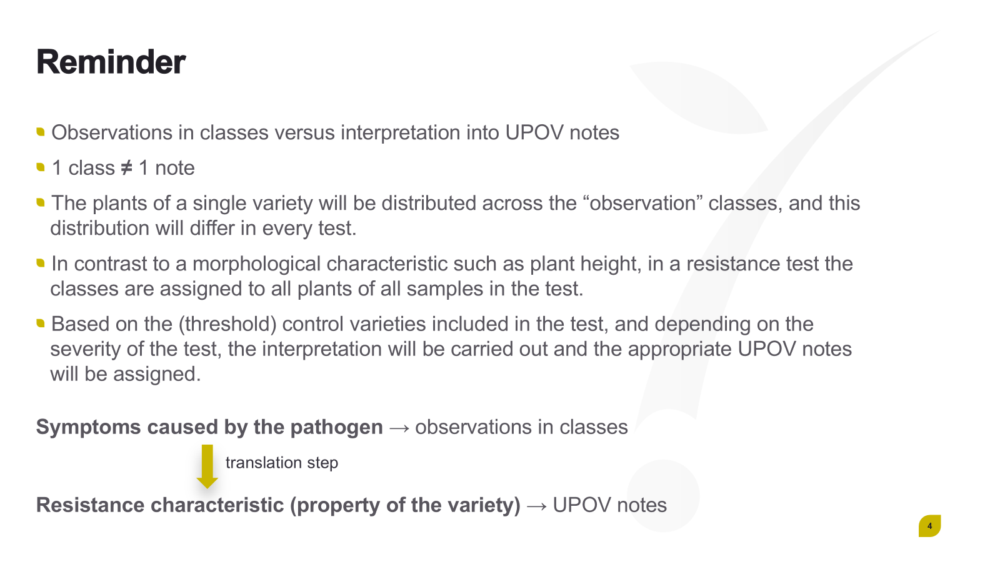 Reminder
Observations in classes versus interpretation into UPOV notes
1 class ≠ 1 note
The plants of a single variety will be distributed across the “observation” classes, and this
distribution will differ in every test.
In contrast to a morphological characteristic such as plant height, in a resistance test the
classes are assigned to all plants of all samples in the test.
Based on the (threshold) control varieties included in the test, and depending on the
severity of the test, the interpretation will be carried out and the appropriate UPOV notes
will be assigned.
Symptoms caused by the pathogen → observations in classes
translation step
Resistance characteristic (property of the variety) → UPOV notes
4